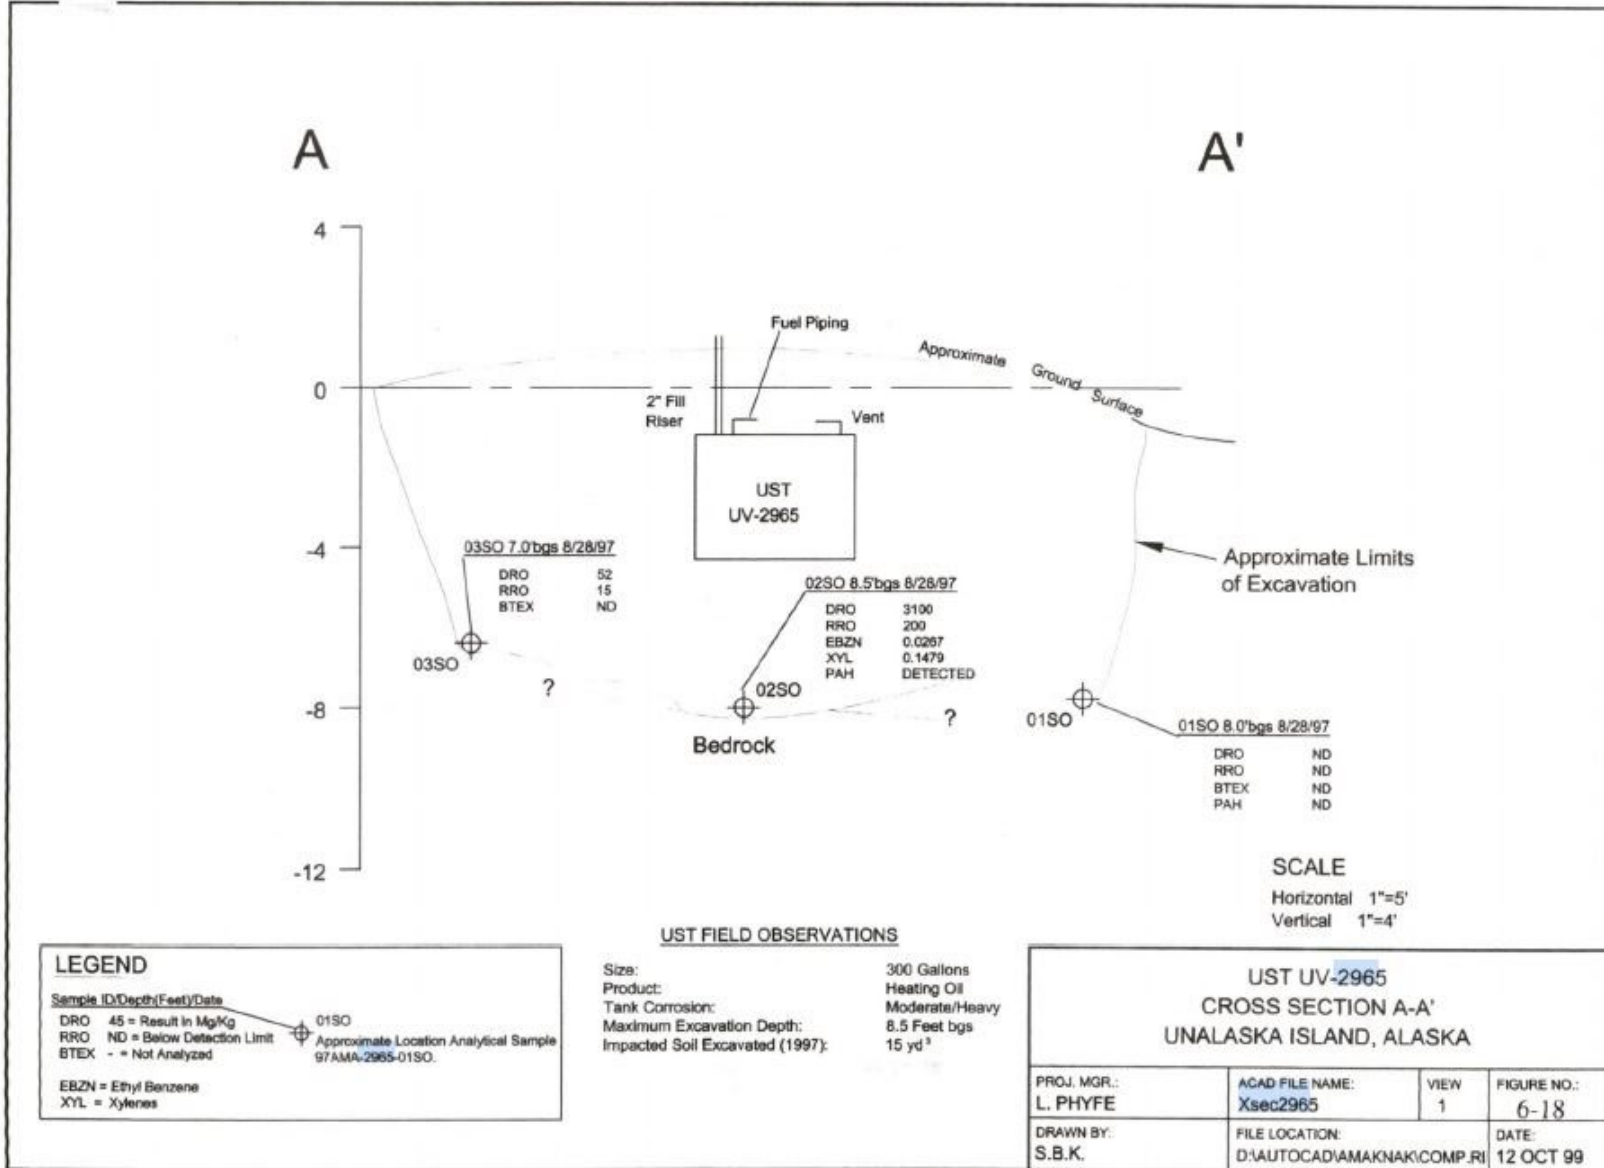 A
A'
4
0
-4
-8
-12
Fuel Piping
Approximate Ground Surface
2" Fill
Riser
Vent
UST
UV-2965
03SO 7.0'bgs 8/28/97
DRO 52
RRO 15
BTEX ND
03SO
?
02SO 8.5'bgs 8/28/97
DRO 3100
RRO 200
EBZN 0.0267
XYL 0.1479
PAH DETECTED
02SO
?
Bedrock
Approximate Limits
of Excavation
01SO
01SO 8.0'bgs 8/28/97
DRO ND
RRO ND
BTEX ND
PAH ND
SCALE
Horizontal 1"=5'
Vertical 1"=4'
LEGEND
Sample ID/Depth(Feet)/Date
DRO 45 = Result in Mg/Kg
RRO ND = Below Detection Limit
BTEX - = Not Analyzed
EBZN = Ethyl Benzene
XYL = Xylenes
01SO
Approximate Location Analytical Sample
97AMA-2965-01SO.
UST FIELD OBSERVATIONS
Size: 300 Gallons
Product: Heating Oil
Tank Corrosion: Moderate/Heavy
Maximum Excavation Depth: 8.5 Feet bgs
Impacted Soil Excavated (1997): 15 yd³
UST UV-2965
CROSS SECTION A-A'
UNALASKA ISLAND, ALASKA
PROJ. MGR.:
L. PHYFE
ACAD FILE NAME:
Xsec2965
VIEW
1
FIGURE NO.:
6-18
DRAWN BY:
S.B.K.
FILE LOCATION:
D:\AUTOCAD\AMAKNAK\COMP.RI
DATE:
12 OCT 99